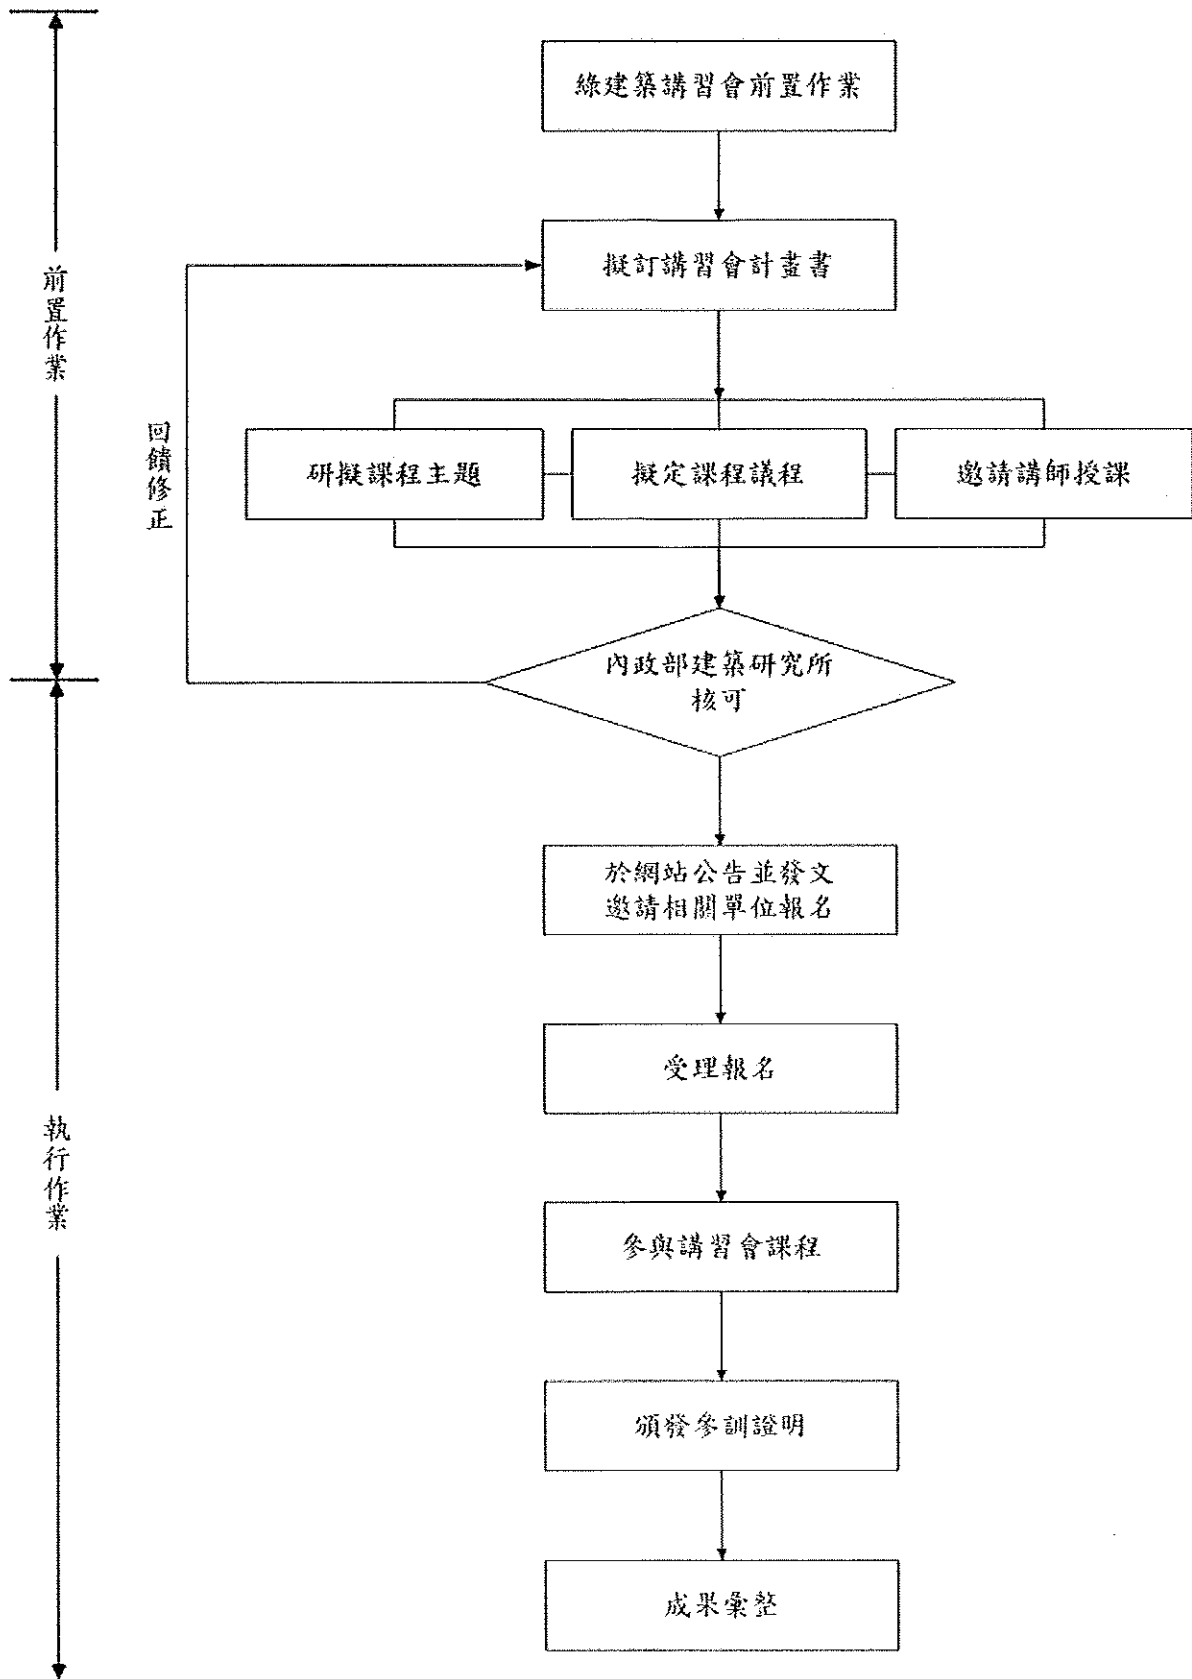 綠建築講習會前置作業
擬訂講習會計畫書
前置作業
回饋修正
研擬課程主題
擬定課程議程
邀請講師授課
內政部建築研究所
核可
於網站公告並發文
邀請相關單位報名
受理報名
執行作業
參與講習會課程
頒發參訓證明
成果彙整